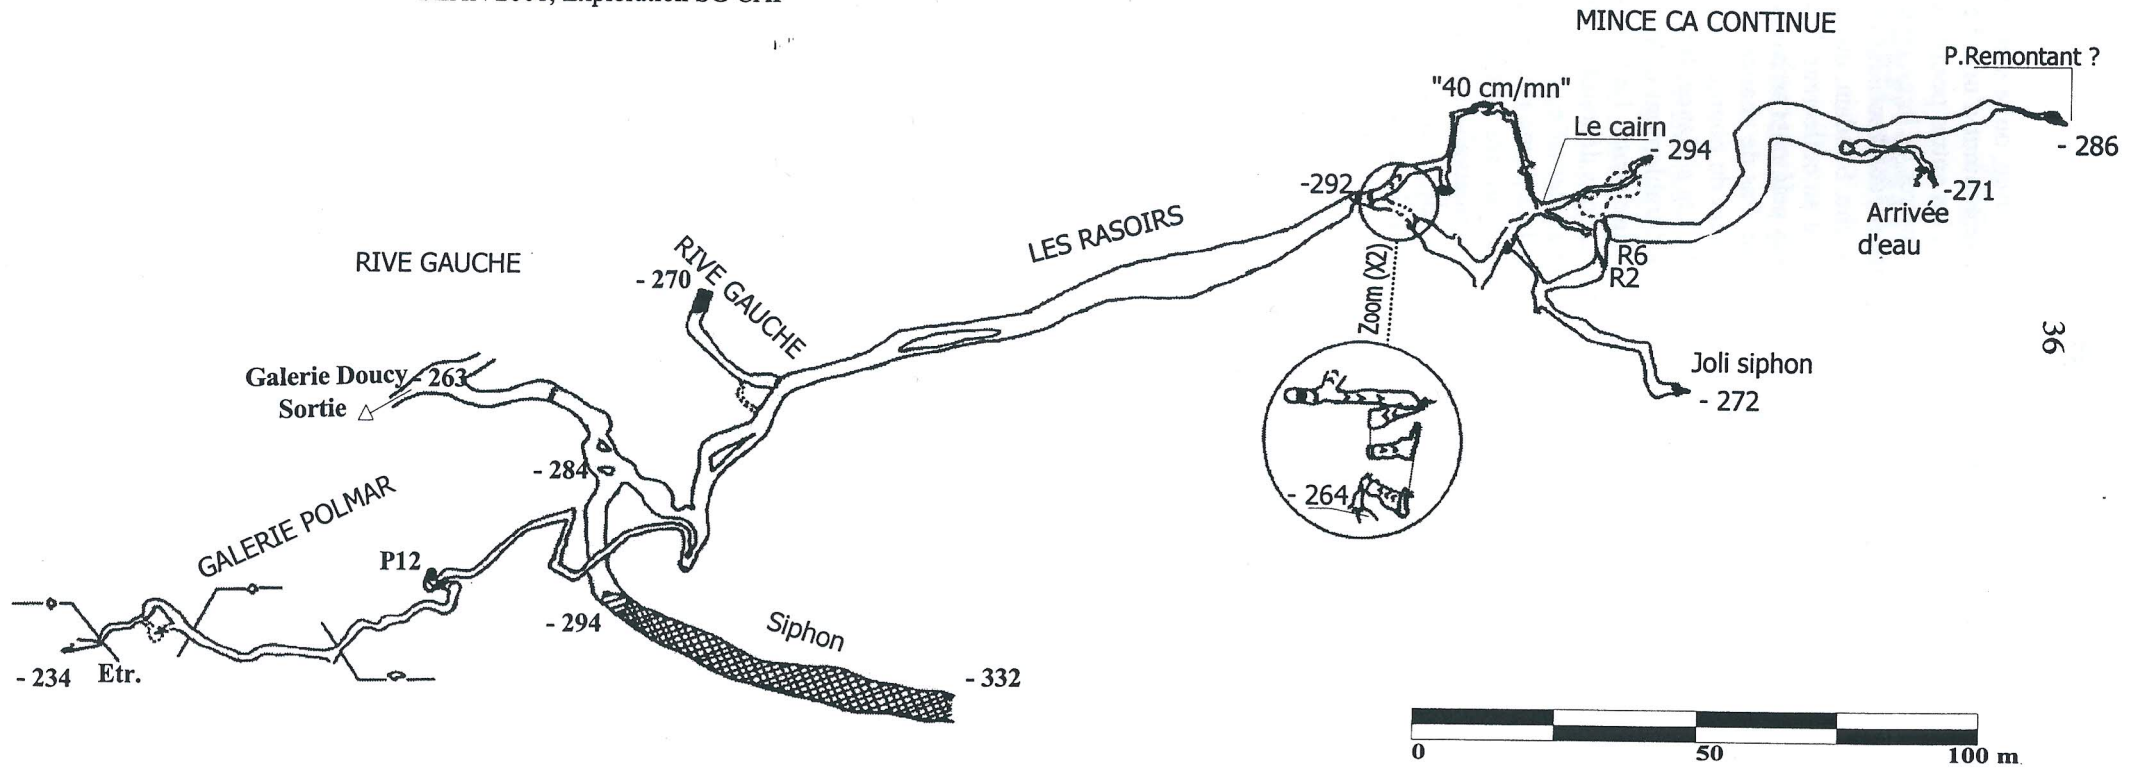 MINCE CA CONTINUE
P.Remontant ?
"40 cm/mn"
Le cairn
- 294
- 286
-292
-271
Arrivée
d'eau
LES RASOIRS
RIVE GAUCHE
RIVE GAUCHE
- 270
R6
R2
Zoom (X2)
36
Galerie Doucy - 263
Sortie
Joli siphon
- 272
- 284
- 264
GALERIE POLMAR
P12
- 294
Siphon
- 234
Etr.
- 332
0
50
100 m